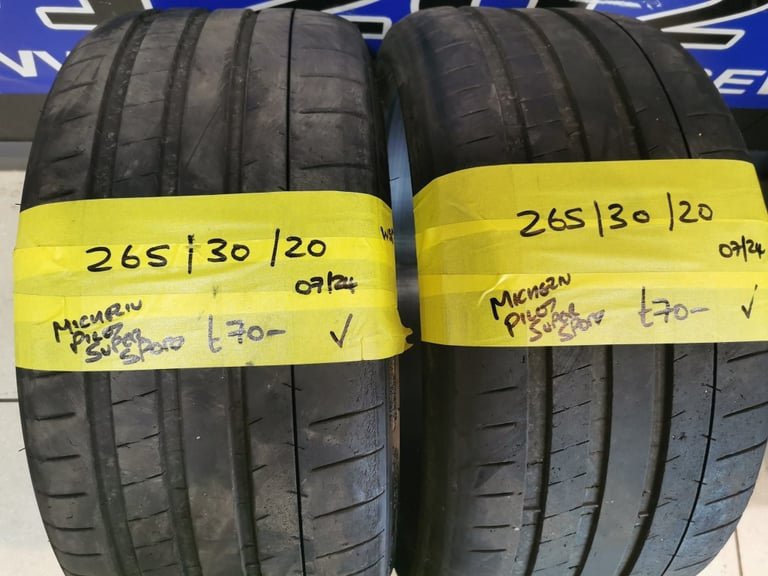 265/30/20
07/24
MICHELIN
PILOT
SUPER
SPORT
£70-
✓
265/30/20
07/24
MICHELIN
PILOT
SUPER
SPORT
£70-
✓